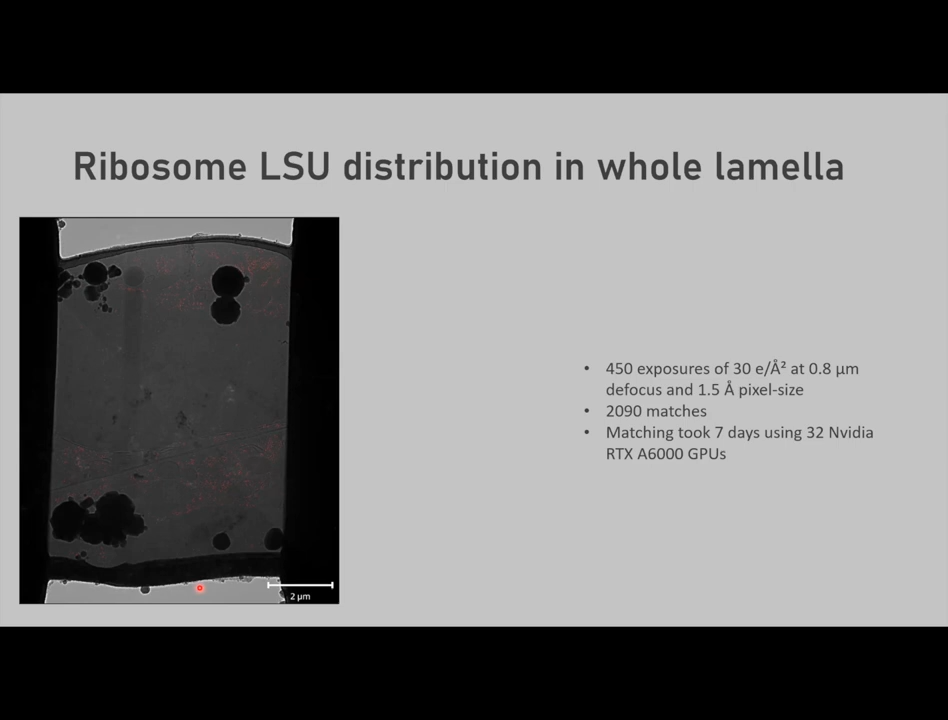 Ribosome LSU distribution in whole lamella
• 450 exposures of 30 e/Å² at 0.8 µm
defocus and 1.5 Å pixel-size
• 2090 matches
• Matching took 7 days using 32 Nvidia
RTX A6000 GPUs
2 µm